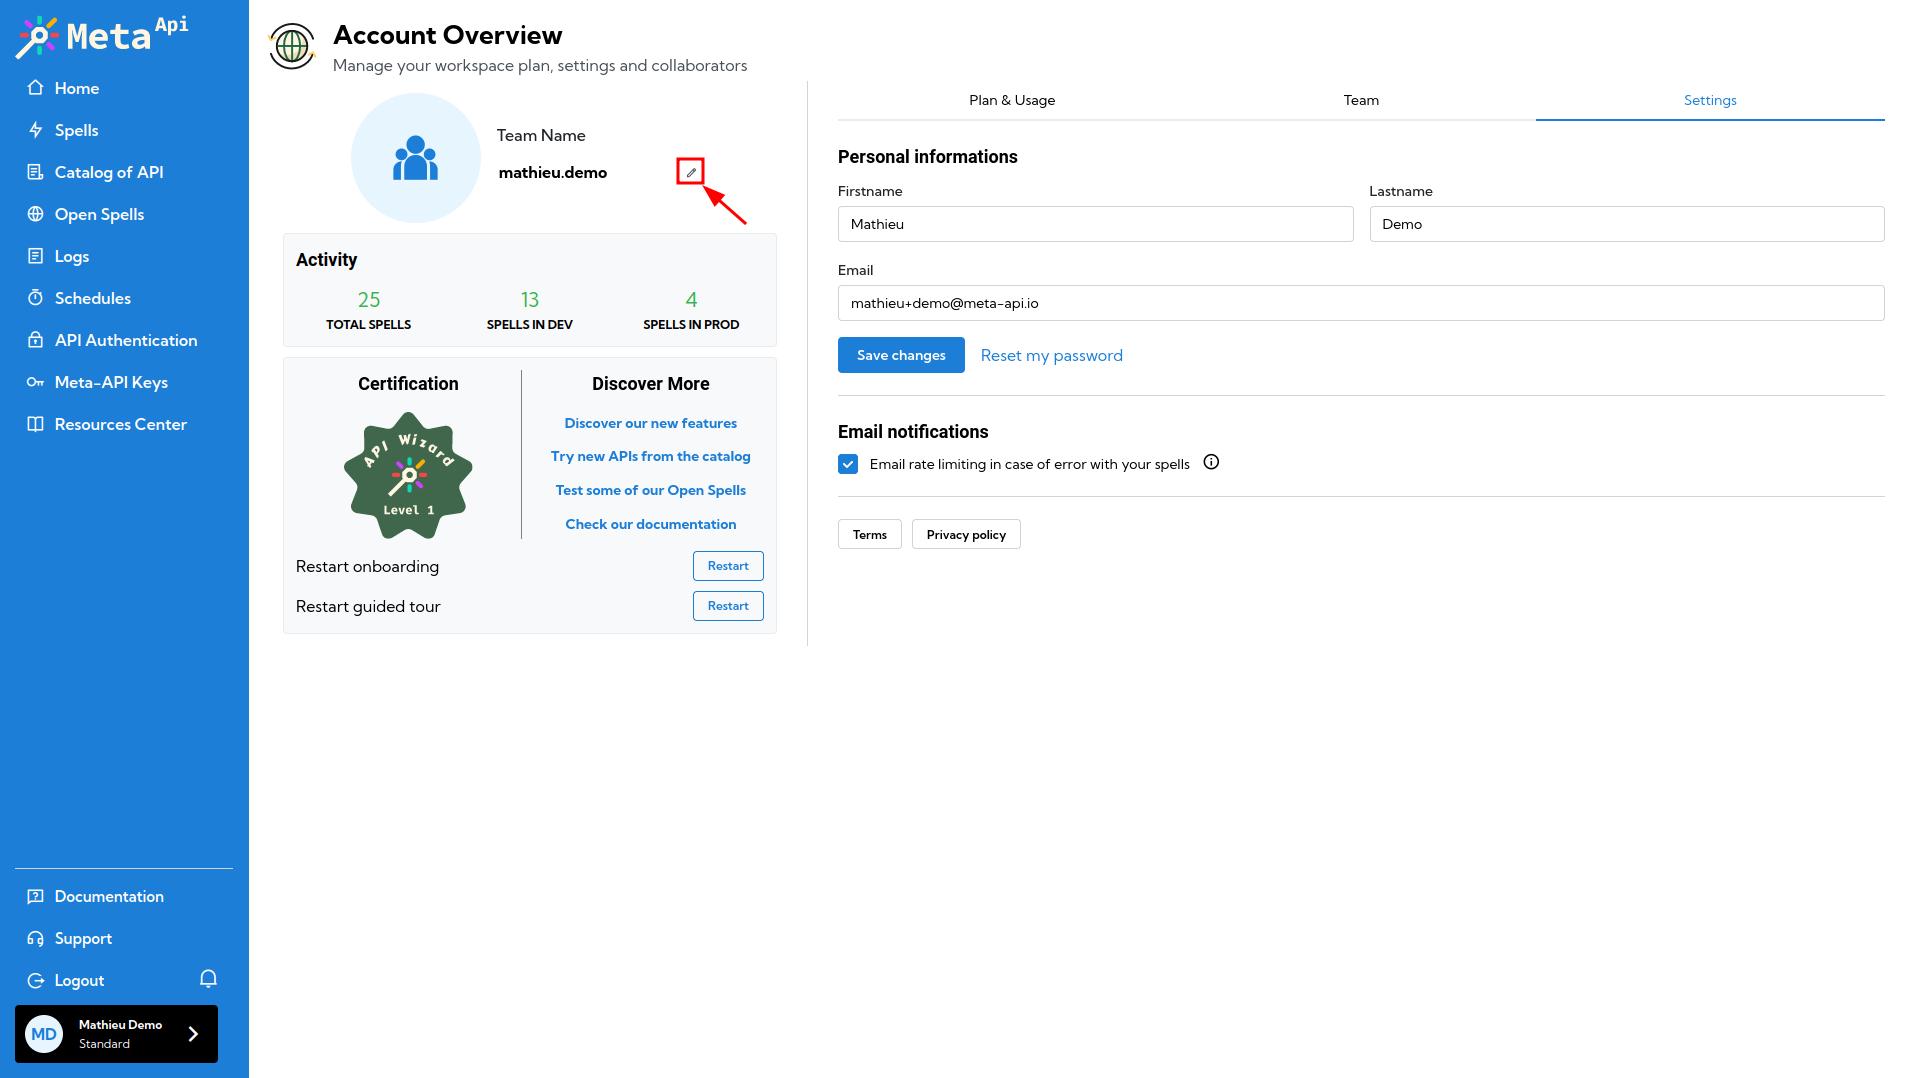 Meta Api
Home
Spells
Catalog of API
Open Spells
Logs
Schedules
API Authentication
Meta-API Keys
Resources Center
Documentation
Support
Logout
MD
Mathieu Demo
Standard
Account Overview
Manage your workspace plan, settings and collaborators
Team Name
mathieu.demo
Activity
25 13 4
TOTAL SPELLS SPELLS IN DEV SPELLS IN PROD
Certification
API Wizard
Level 1
Discover More
Discover our new features
Try new APIs from the catalog
Test some of our Open Spells
Check our documentation
Restart onboarding Restart
Restart guided tour Restart
Plan & Usage Team Settings
Personal informations
Firstname Lastname
Mathieu Demo
Email
mathieu+demo@meta-api.io
Save changes Reset my password
Email notifications
Email rate limiting in case of error with your spells
Terms Privacy policy